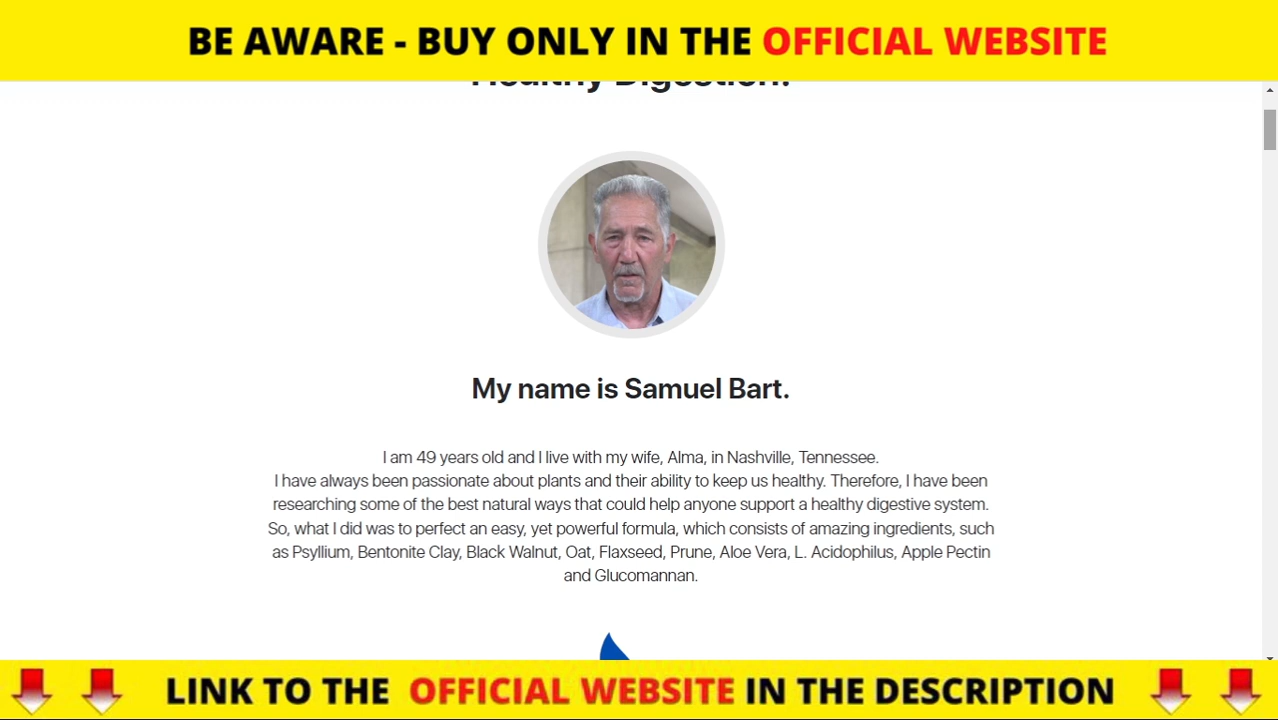 BE AWARE - BUY ONLY IN THE OFFICIAL WEBSITE
Healthy Digestion!
My name is Samuel Bart.
I am 49 years old and I live with my wife, Alma, in Nashville, Tennessee.
I have always been passionate about plants and their ability to keep us healthy. Therefore, I have been
researching some of the best natural ways that could help anyone support a healthy digestive system.
So, what I did was to perfect an easy, yet powerful formula, which consists of amazing ingredients, such
as Psyllium, Bentonite Clay, Black Walnut, Oat, Flaxseed, Prune, Aloe Vera, L. Acidophilus, Apple Pectin
and Glucomannan.
LINK TO THE OFFICIAL WEBSITE IN THE DESCRIPTION